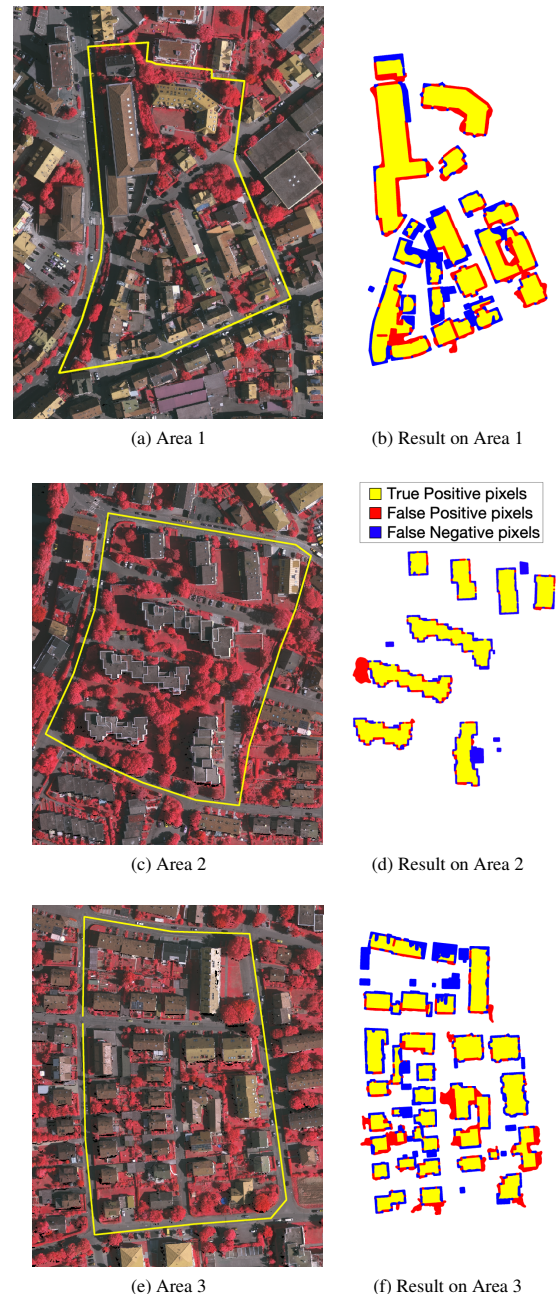 (a) Area 1
(b) Result on Area 1
True Positive pixels
False Positive pixels
False Negative pixels
(c) Area 2
(d) Result on Area 2
(e) Area 3
(f) Result on Area 3